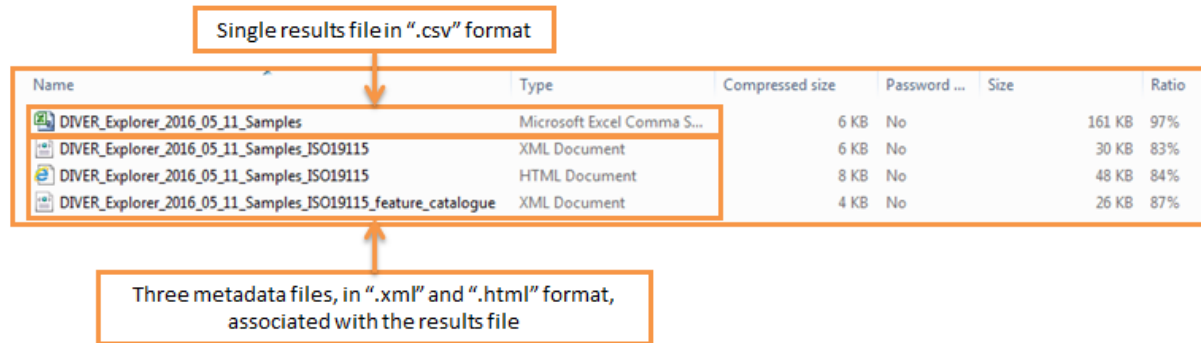 Single results file in “.csv” format
Name Type Compressed size Password ... Size Ratio
DIVER_Explorer_2016_05_11_Samples Microsoft Excel Comma S... 6 KB No 161 KB 97%
DIVER_Explorer_2016_05_11_Samples_ISO19115 XML Document 6 KB No 30 KB 83%
DIVER_Explorer_2016_05_11_Samples_ISO19115 HTML Document 8 KB No 48 KB 84%
DIVER_Explorer_2016_05_11_Samples_ISO19115_feature_catalogue XML Document 4 KB No 26 KB 87%
Three metadata files, in “.xml” and “.html” format,
associated with the results file